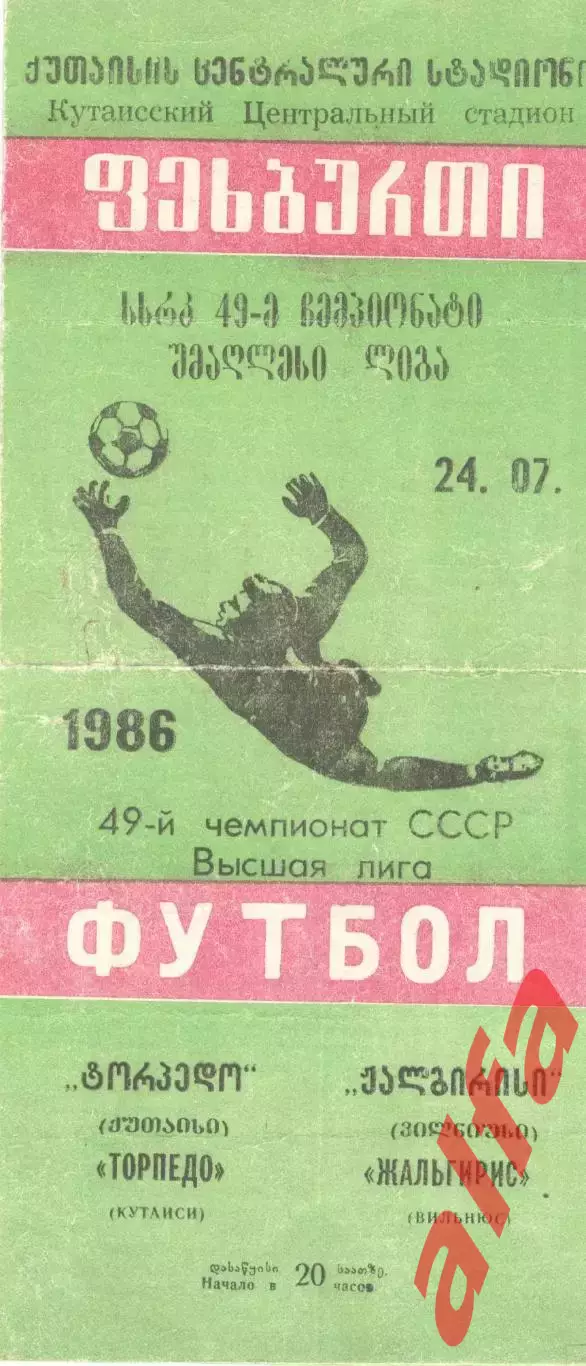 ქუთაისის ცენტრალური სტადიონი
Кутаисский Центральный стадион
ფეხბურთი
სსრკ 49-ე ჩემპიონატი
უმაღლესი ლიგა
24. 07.
1986
49-й чемпионат СССР
Высшая лига
ФУТБОЛ
„ტორპედო“ „ჟალგირისი“
(ქუთაისი) (ვილნიუსი)
«ТОРПЕДО» «ЖАЛЬГИРИС»
(КУТАИСИ) (ВИЛЬНЮС)
დასაწყისი 20 საათზე.
Начало в часов.
alfa